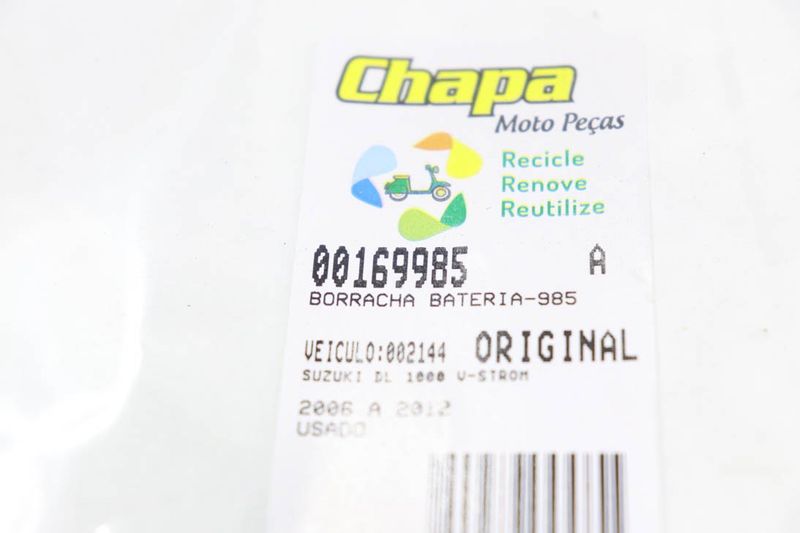 Chapa
Moto Peças
Recicle
Renove
Reutilize
00169985 A
BORRACHA BATERIA-985
VEICULO:002144 ORIGINAL
SUZUKI DL 1000 V-STROM
2006 A 2012
USADO